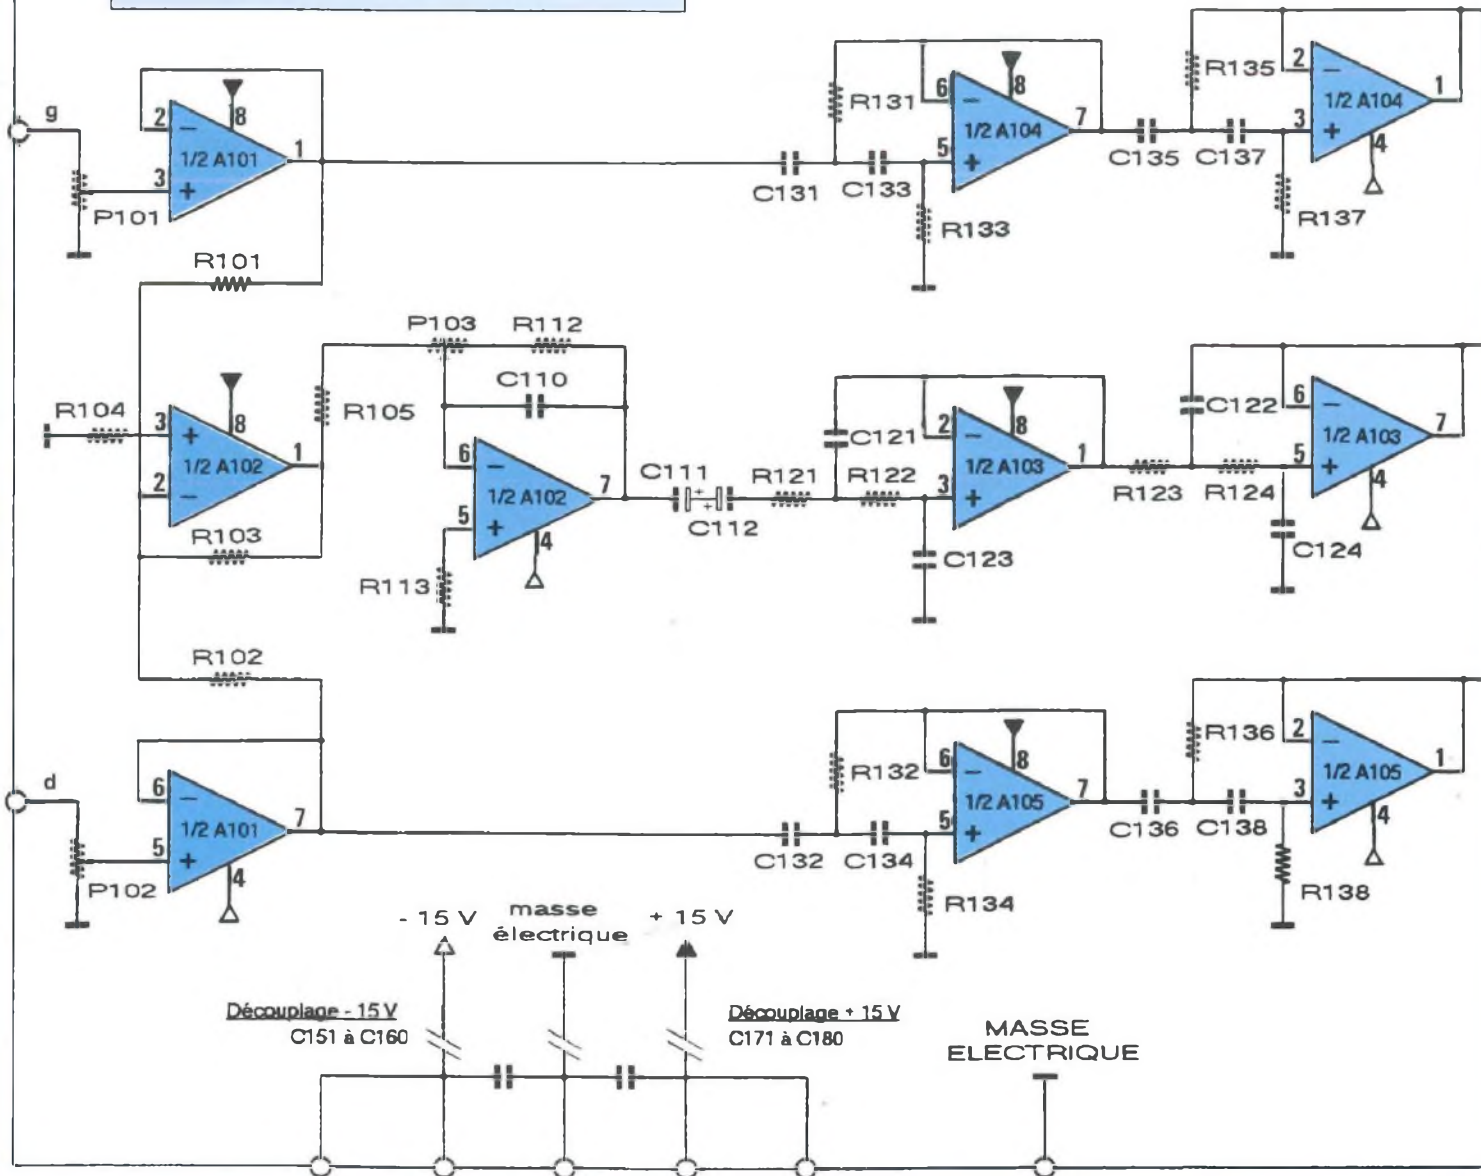 R135
2
−
1/2 A104
1
3
+
4
C135
C137
R137
R131
6
−
8
1/2 A104
7
5
+
C131
C133
R133
g
2
−
8
1/2 A101
1
3
+
P101
R101
P103
R112
C110
R104
3
+
8
1/2 A102
1
2
−
R105
R103
6
−
1/2 A102
7
5
+
4
R113
C111
+
+
C112
R121
R122
C121
2
−
8
1/2 A103
1
3
+
C123
R123
R124
C122
6
−
1/2 A103
7
5
+
4
C124
R102
d
6
−
1/2 A101
7
5
+
4
P102
R132
6
−
8
1/2 A105
7
5
+
C132
C134
R134
R136
2
−
1/2 A105
1
3
+
4
C136
C138
R138
- 15 V
masse
électrique
+ 15 V
Découplage - 15 V
C151 à C160
Découplage + 15 V
C171 à C180
MASSE
ELECTRIQUE